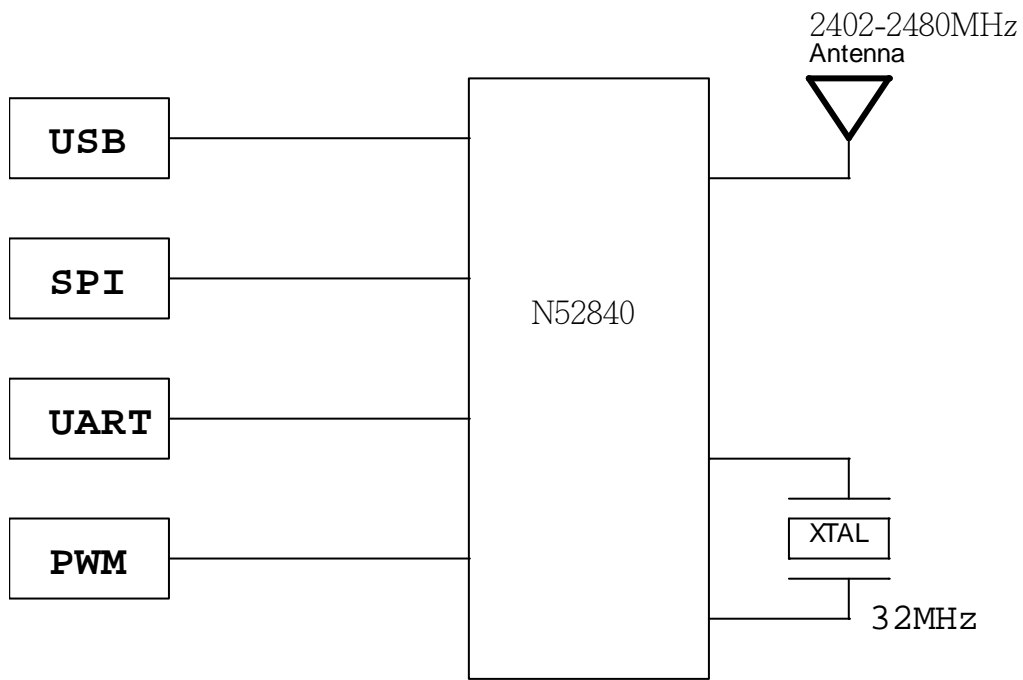 2402-2480MHz
Antenna
USB
SPI
N52840
UART
PWM
XTAL
32MHz